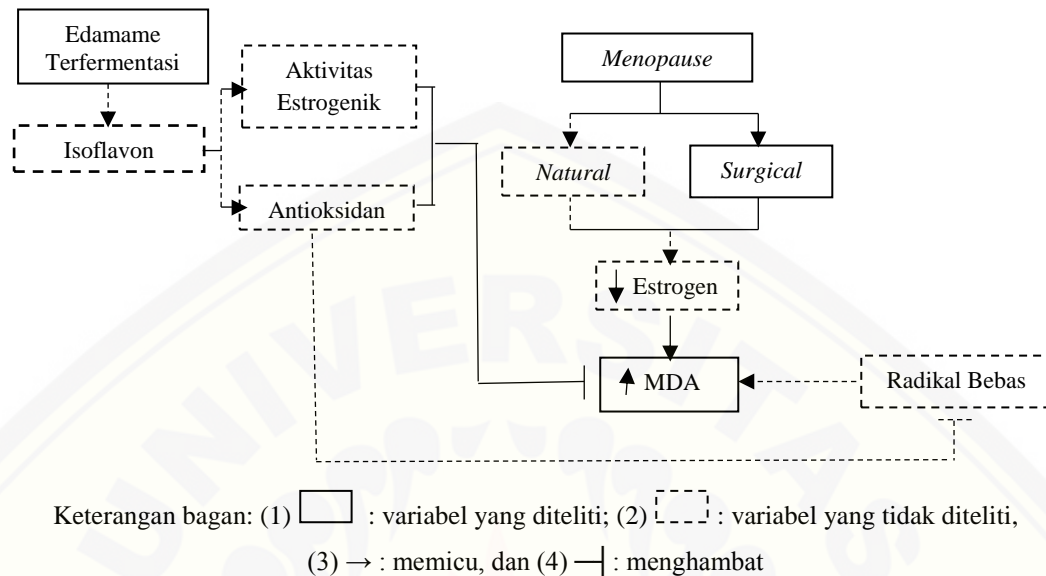 Edamame
Terfermentasi
Isoflavon
Aktivitas
Estrogenik
Antioksidan
Menopause
Natural
Surgical
Estrogen
MDA
Radikal Bebas
UNIVERSITAS
Keterangan bagan: (1) : variabel yang diteliti; (2) : variabel yang tidak diteliti,
(3) → : memicu, dan (4) ⊣ : menghambat